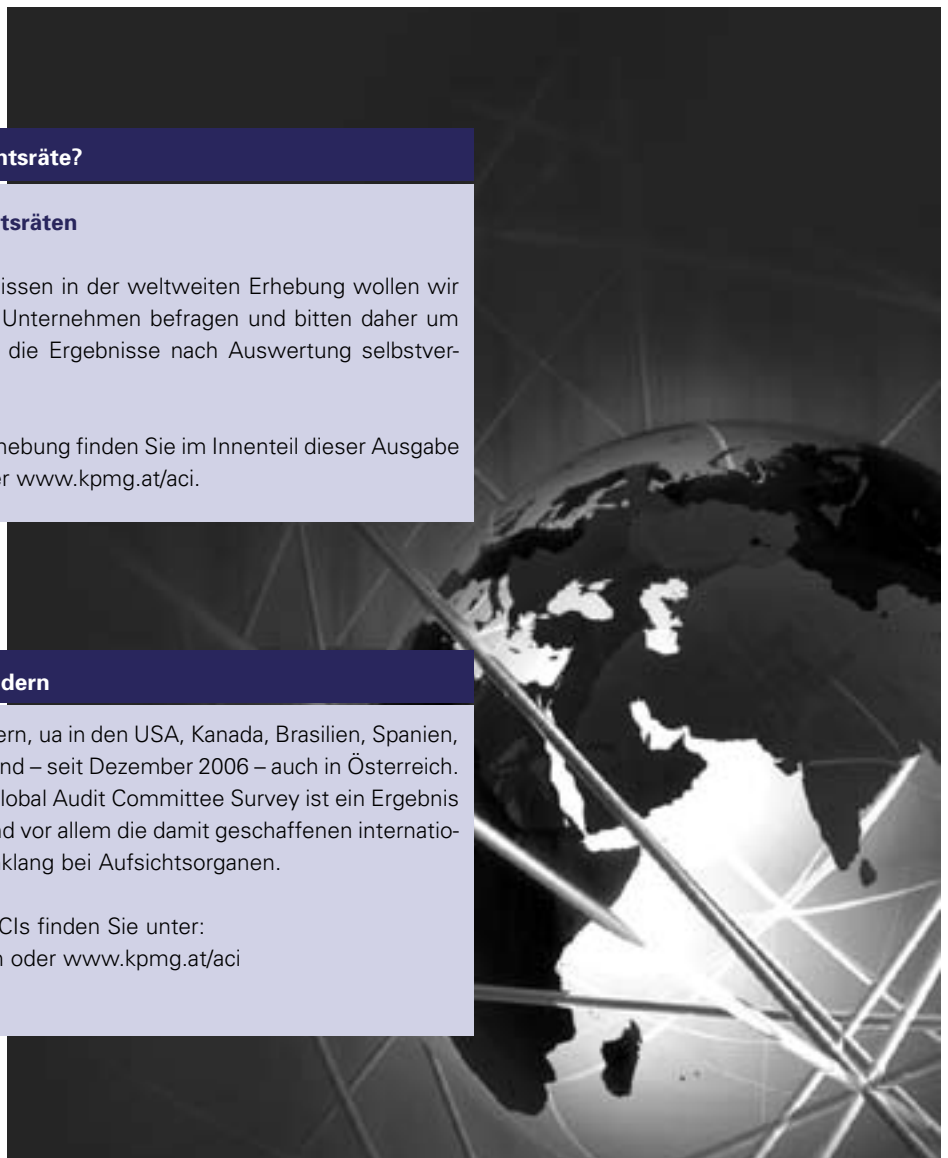 ntsräte?
tsräten
issen in der weltweiten Erhebung wollen wir
Unternehmen befragen und bitten daher um
die Ergebnisse nach Auswertung selbstver-
hebung finden Sie im Innenteil dieser Ausgabe
er www.kpmg.at/aci.
dern
ern, ua in den USA, Kanada, Brasilien, Spanien,
nd – seit Dezember 2006 – auch in Österreich.
lobal Audit Committee Survey ist ein Ergebnis
nd vor allem die damit geschaffenen internatio-
nklang bei Aufsichtsorganen.
CIs finden Sie unter:
n oder www.kpmg.at/aci